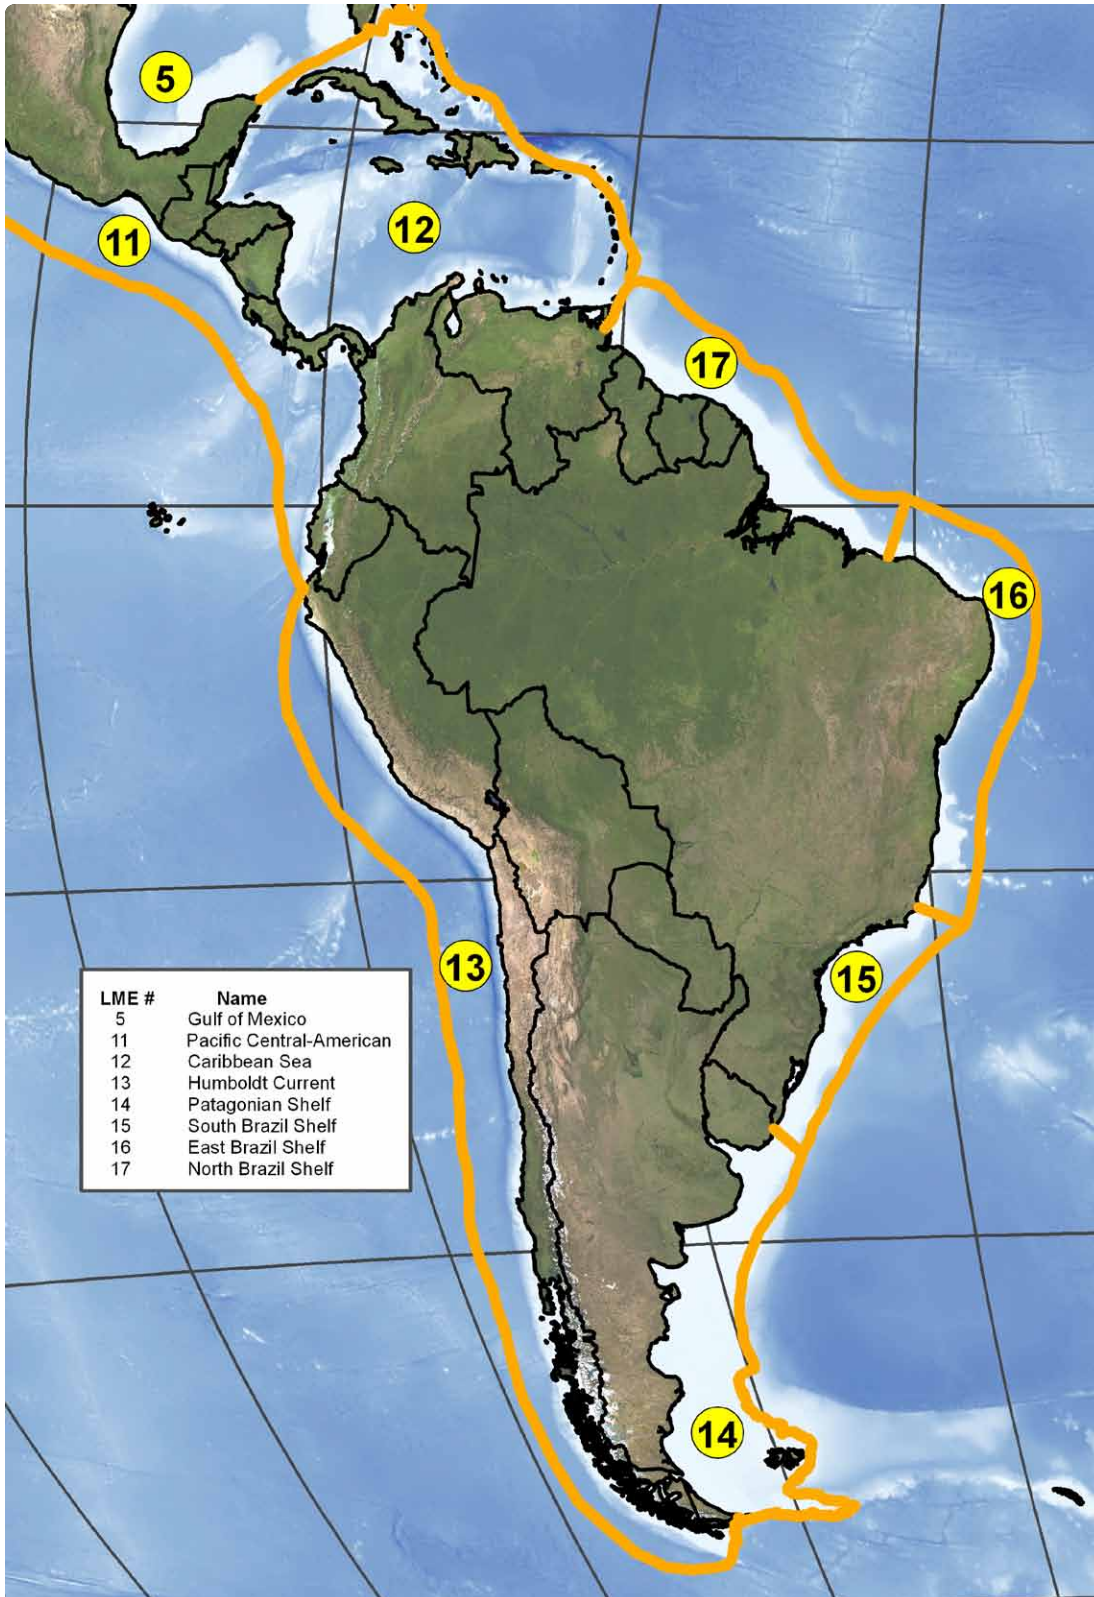 5
12
11
17
16
13
15
LME # Name
5 Gulf of Mexico
11 Pacific Central-American
12 Caribbean Sea
13 Humboldt Current
14 Patagonian Shelf
15 South Brazil Shelf
16 East Brazil Shelf
17 North Brazil Shelf
14